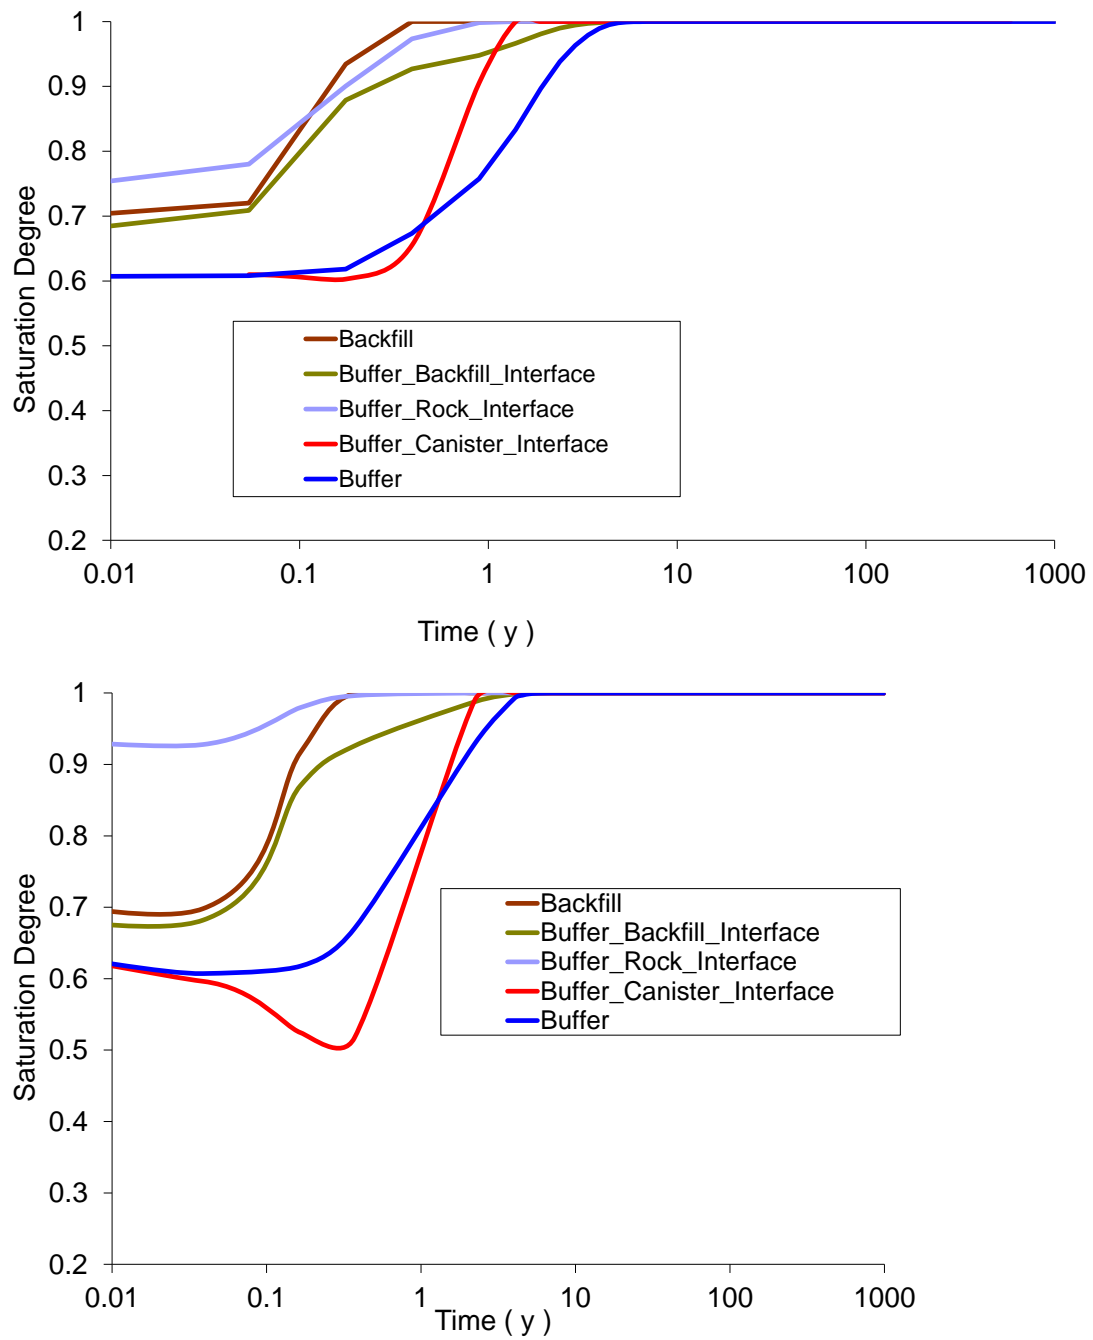 1
0.9
0.8
0.7
0.6
0.5
0.4
0.3
0.2
Saturation Degree
Backfill
Buffer_Backfill_Interface
Buffer_Rock_Interface
Buffer_Canister_Interface
Buffer
0.01 0.1 1 10 100 1000
Time ( y )
1
0.9
0.8
0.7
0.6
0.5
0.4
0.3
0.2
Saturation Degree
Backfill
Buffer_Backfill_Interface
Buffer_Rock_Interface
Buffer_Canister_Interface
Buffer
0.01 0.1 1 10 100 1000
Time ( y )